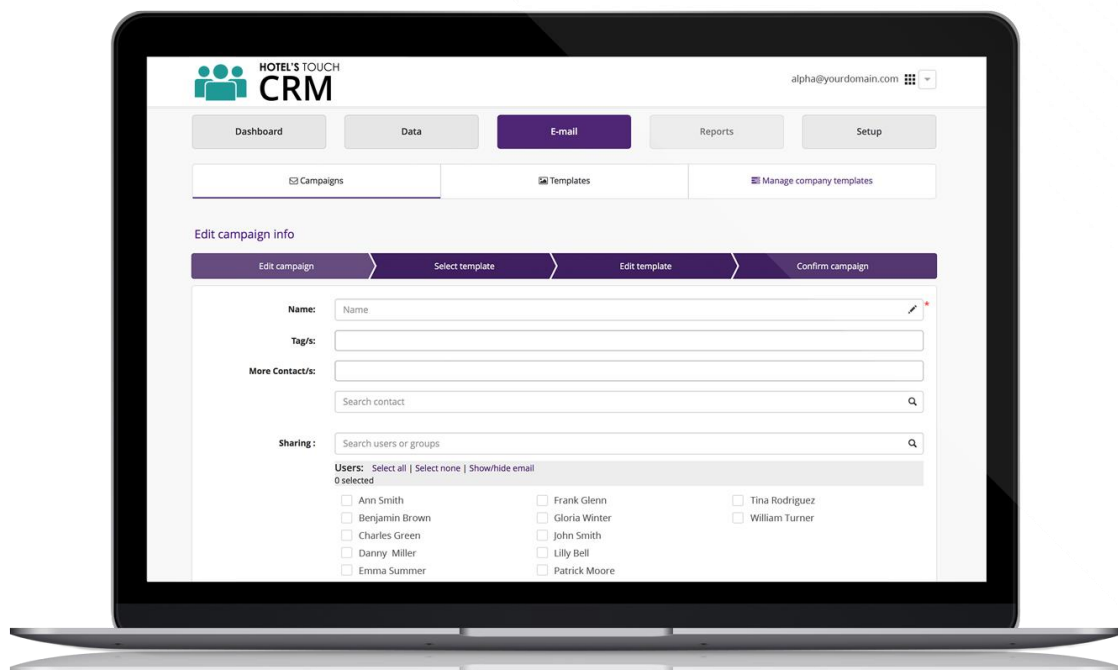 HOTEL'S TOUCH
CRM
alpha@yourdomain.com
Dashboard Data E-mail Reports Setup
Campaigns Templates Manage company templates
Edit campaign info
Edit campaign Select template Edit template Confirm campaign
Name: Name *
Tag/s:
More Contact/s:
Search contact
Sharing : Search users or groups
Users: Select all | Select none | Show/hide email
0 selected
Ann Smith Frank Glenn Tina Rodriguez
Benjamin Brown Gloria Winter William Turner
Charles Green John Smith
Danny Miller Lilly Bell
Emma Summer Patrick Moore